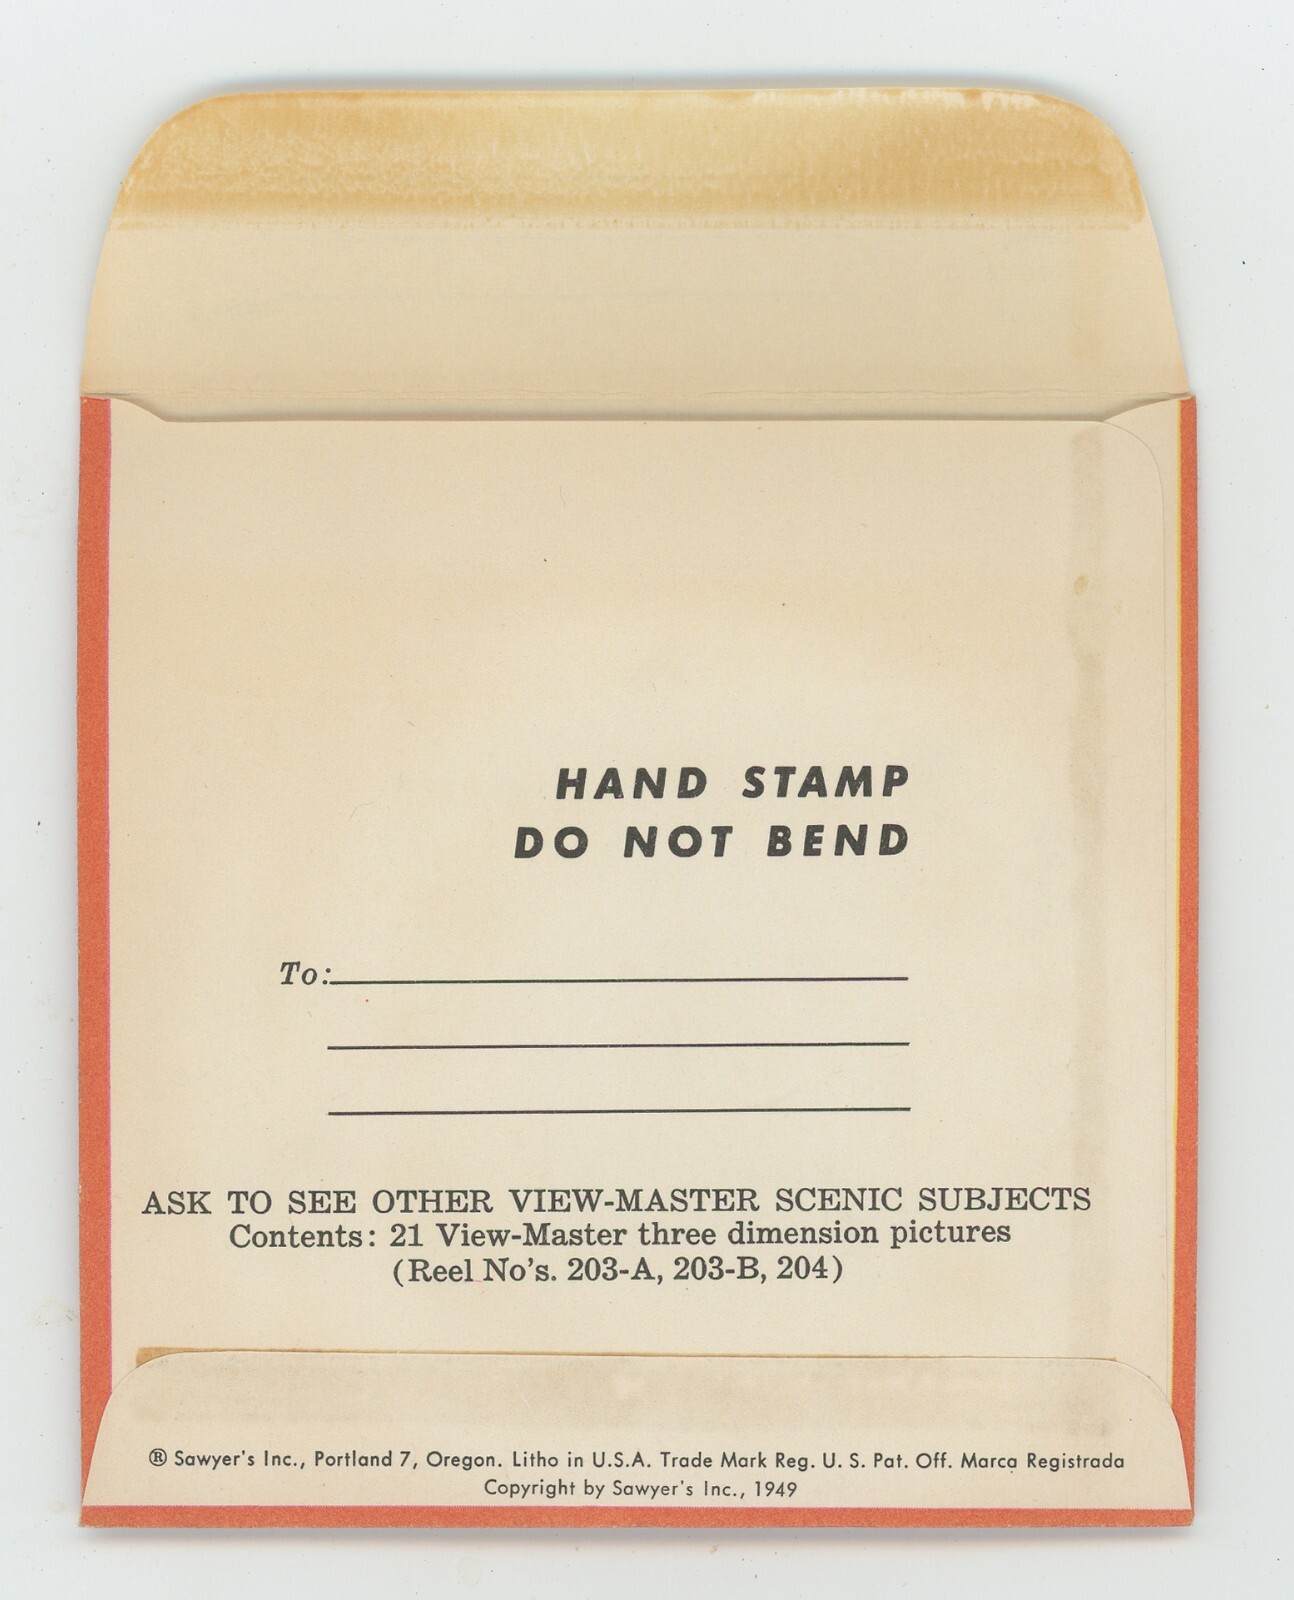 HAND STAMP
DO NOT BEND
To:
ASK TO SEE OTHER VIEW-MASTER SCENIC SUBJECTS
Contents: 21 View-Master three dimension pictures
(Reel No's. 203-A, 203-B, 204)
® Sawyer's Inc., Portland 7, Oregon. Litho in U.S.A. Trade Mark Reg. U. S. Pat. Off. Marca Registrada
Copyright by Sawyer's Inc., 1949